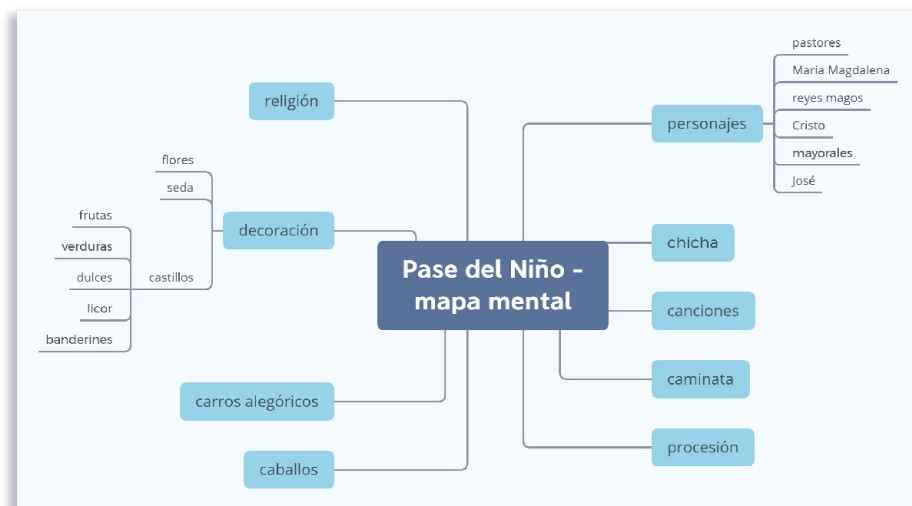 Pase del Niño -
mapa mental
religión
decoración
flores
seda
castillos
frutas
verduras
dulces
licor
banderines
carros alegóricos
caballos
personajes
pastores
María Magdalena
reyes magos
Cristo
mayorales
José
chicha
canciones
caminata
procesión